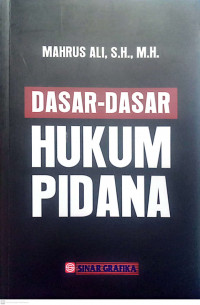 MAHRUS ALI, S.H., M.H.
DASAR-DASAR
HUKUM
PIDANA
SINAR GRAFIKA